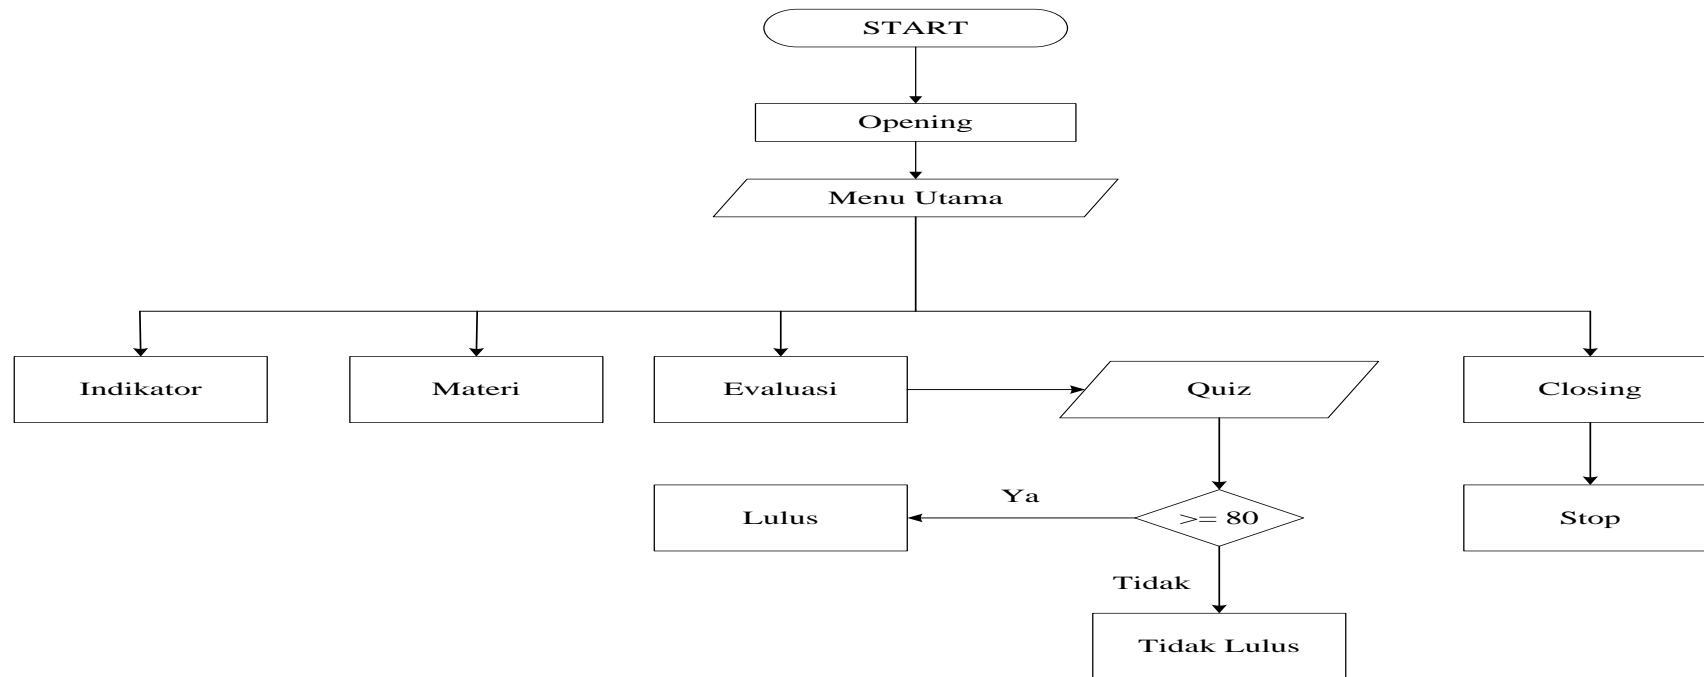 START
Opening
Menu Utama
Indikator
Materi
Evaluasi
Quiz
Closing
Ya
Lulus
>= 80
Stop
Tidak
Tidak Lulus